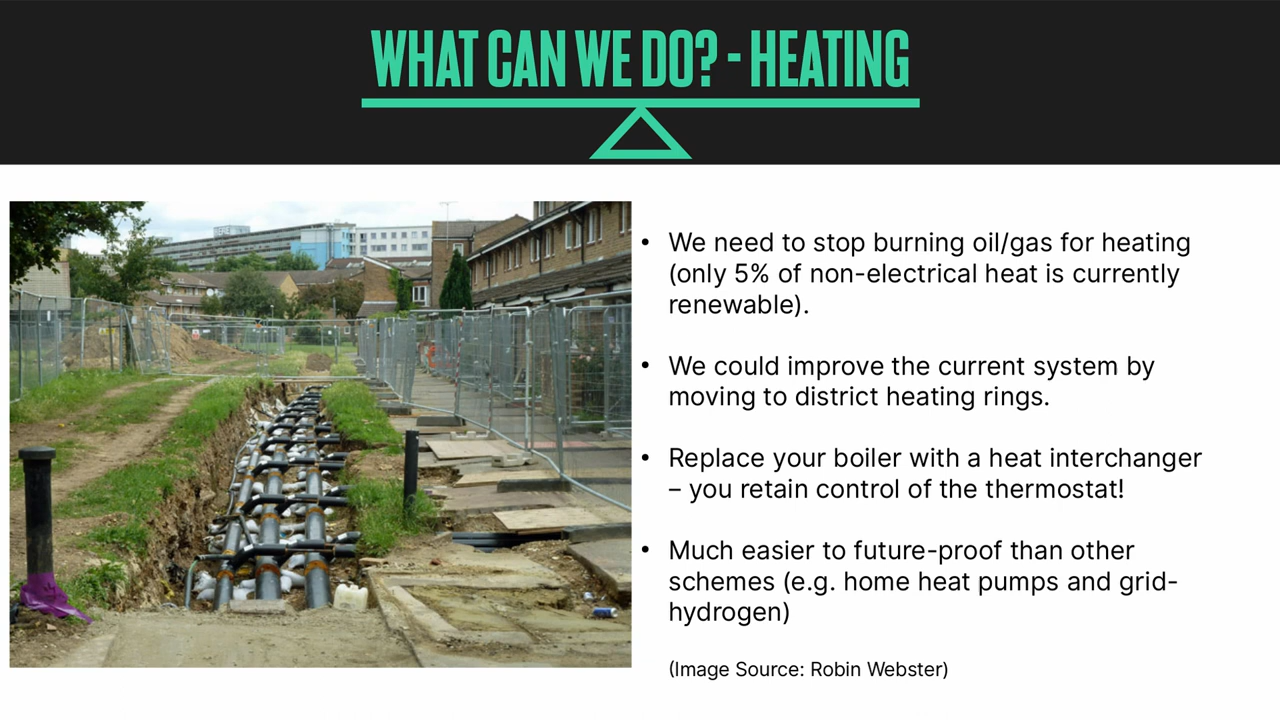 WHAT CAN WE DO? - HEATING
• We need to stop burning oil/gas for heating
(only 5% of non-electrical heat is currently
renewable).
• We could improve the current system by
moving to district heating rings.
• Replace your boiler with a heat interchanger
– you retain control of the thermostat!
• Much easier to future-proof than other
schemes (e.g. home heat pumps and grid-
hydrogen)
(Image Source: Robin Webster)